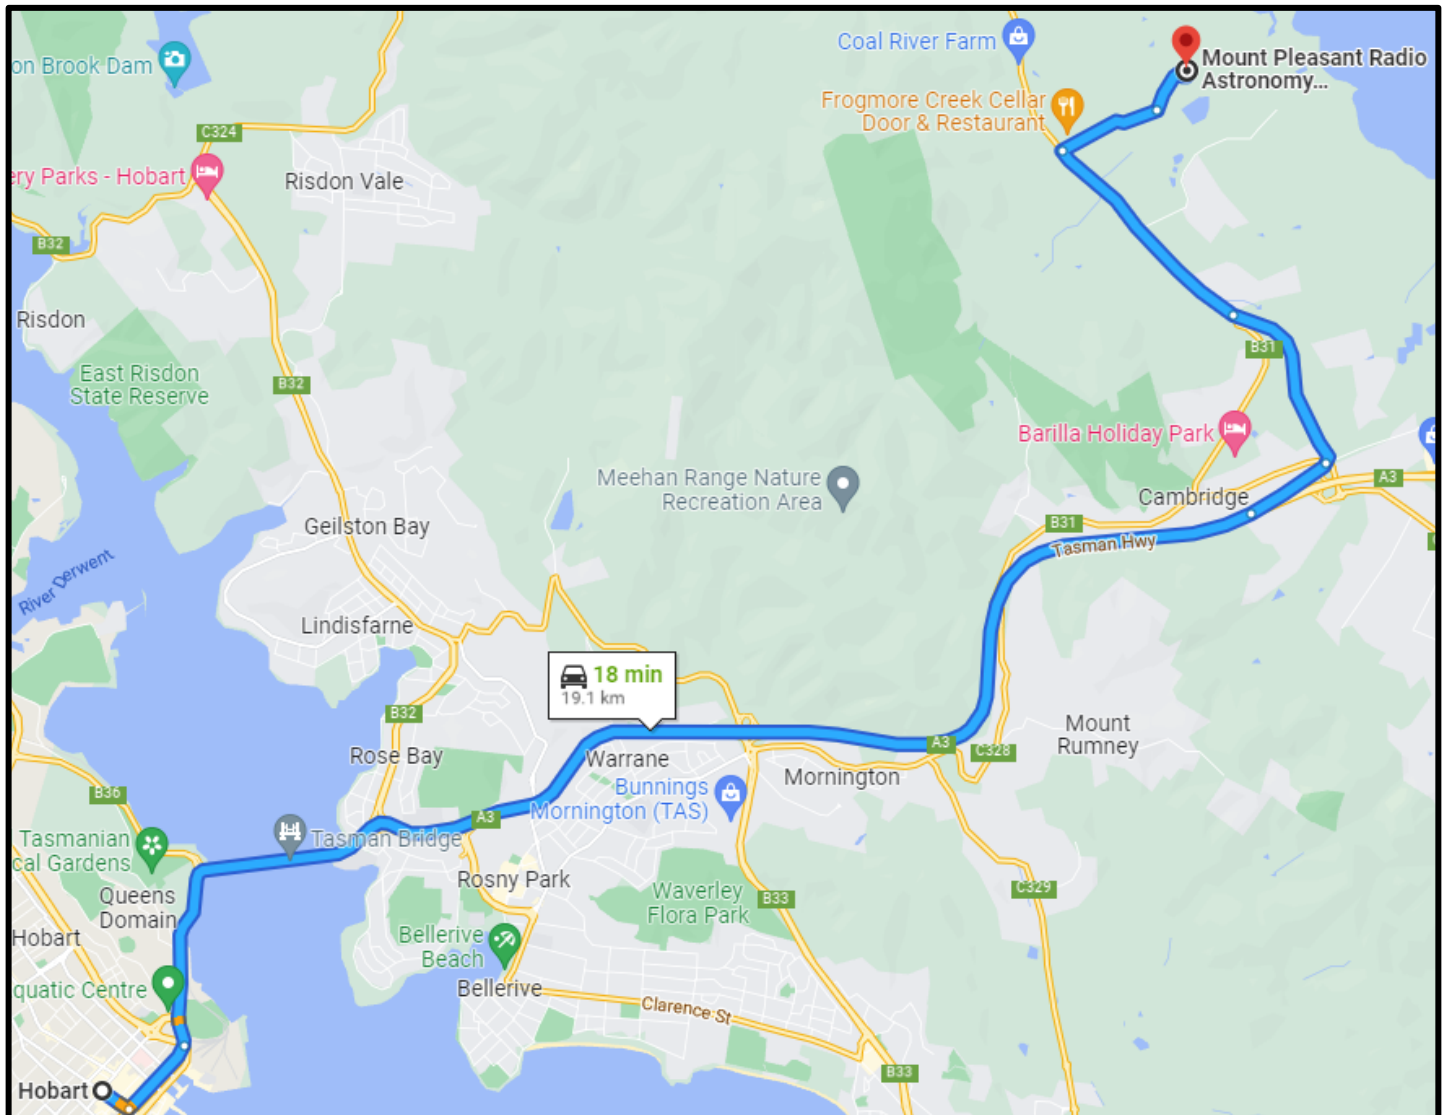 Coal River Farm
Mount Pleasant Radio
Astronomy...
on Brook Dam
Frogmore Creek Cellar
Door & Restaurant
C324
ery Parks - Hobart
Risdon Vale
B32
Risdon
B31
East Risdon
State Reserve
B32
Barilla Holiday Park
Meehan Range Nature
Recreation Area
A3
Cambridge
Geilston Bay
B31
Tasman Hwy
River Derwent
Lindisfarne
18 min
19.1 km
B32
Mount
Rumney
A3
C328
Rose Bay
Warrane
Mornington
Bunnings
Mornington (TAS)
B36
A3
Tasmanian
cal Gardens
Tasman Bridge
Queens
Domain
Rosny Park
Waverley
Flora Park
B33
C329
Hobart
Bellerive
Beach
quatic Centre
Bellerive
Clarence St
B33
Hobart